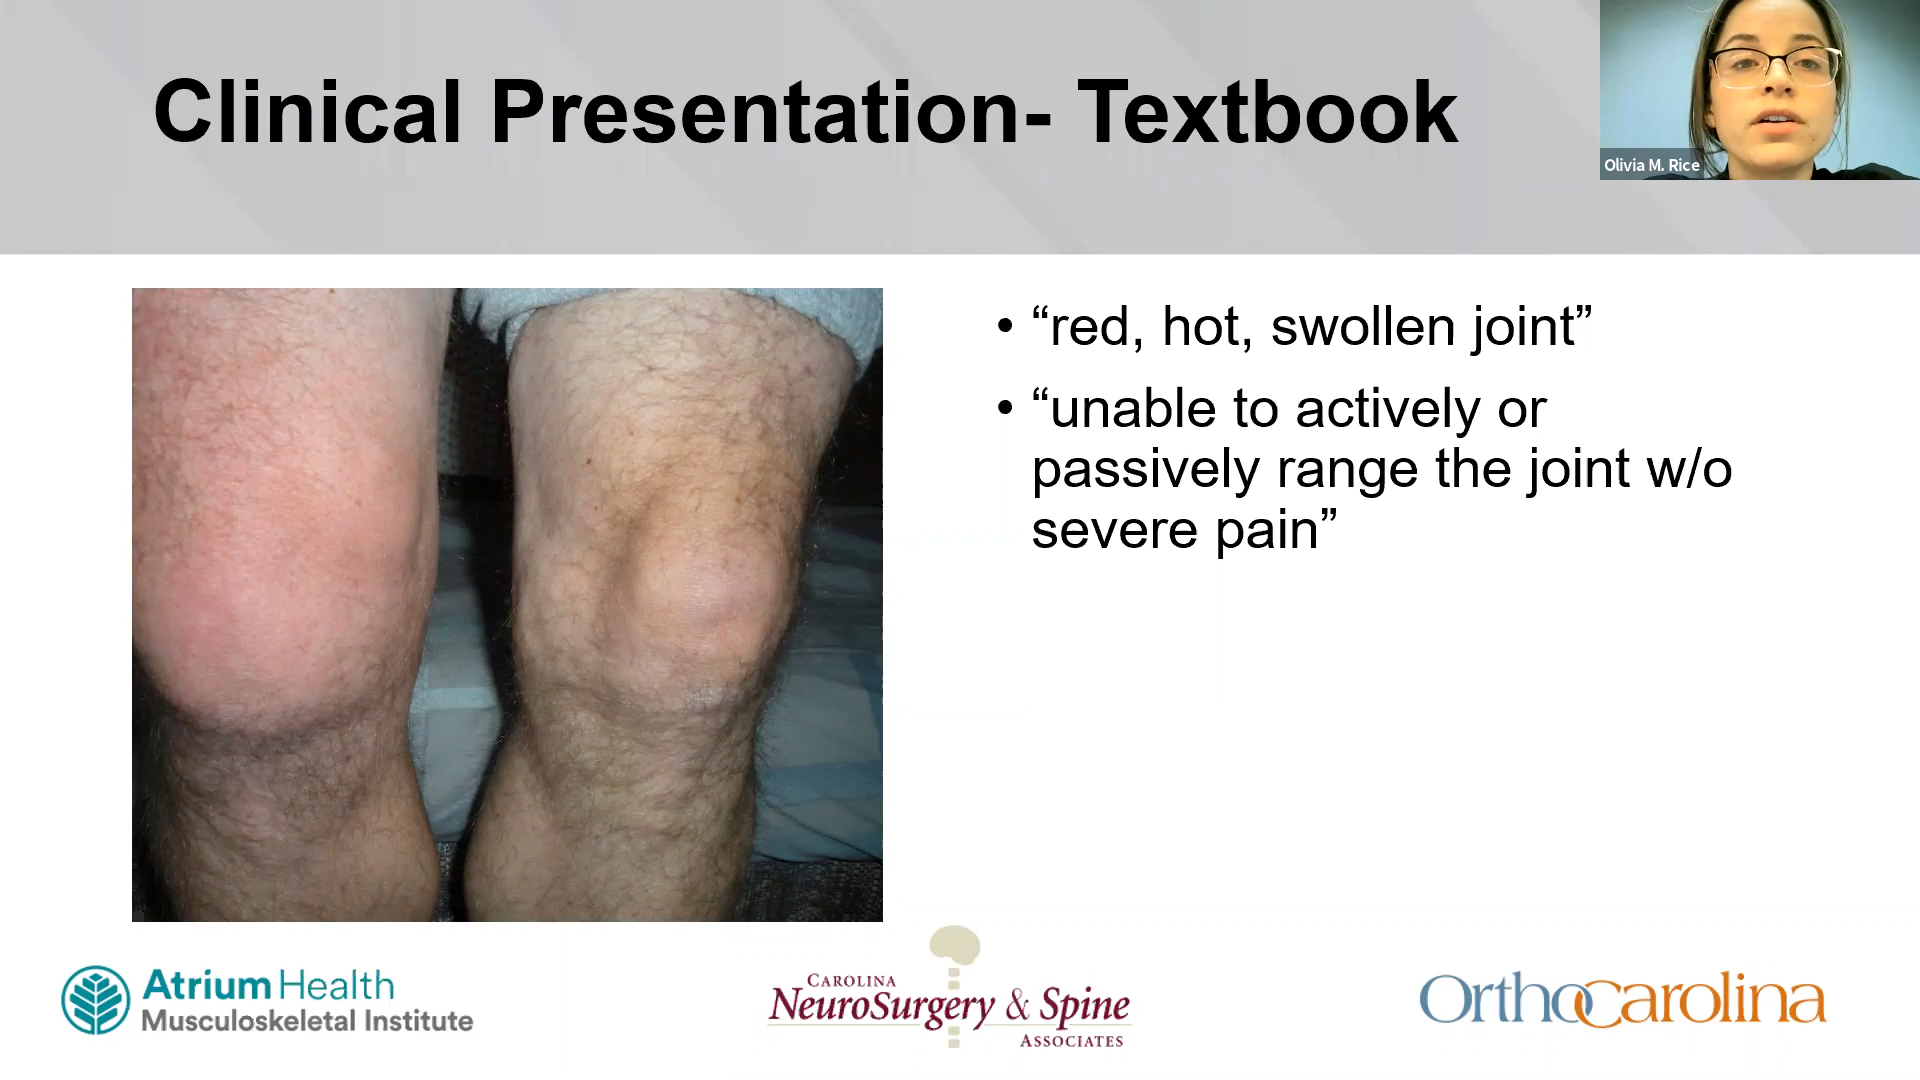 Clinical Presentation- Textbook
Olivia M. Rice
• “red, hot, swollen joint”
• “unable to actively or
passively range the joint w/o
severe pain”
Atrium Health
Musculoskeletal Institute
CAROLINA
NEUROSURGERY & SPINE
ASSOCIATES
OrthoCarolina